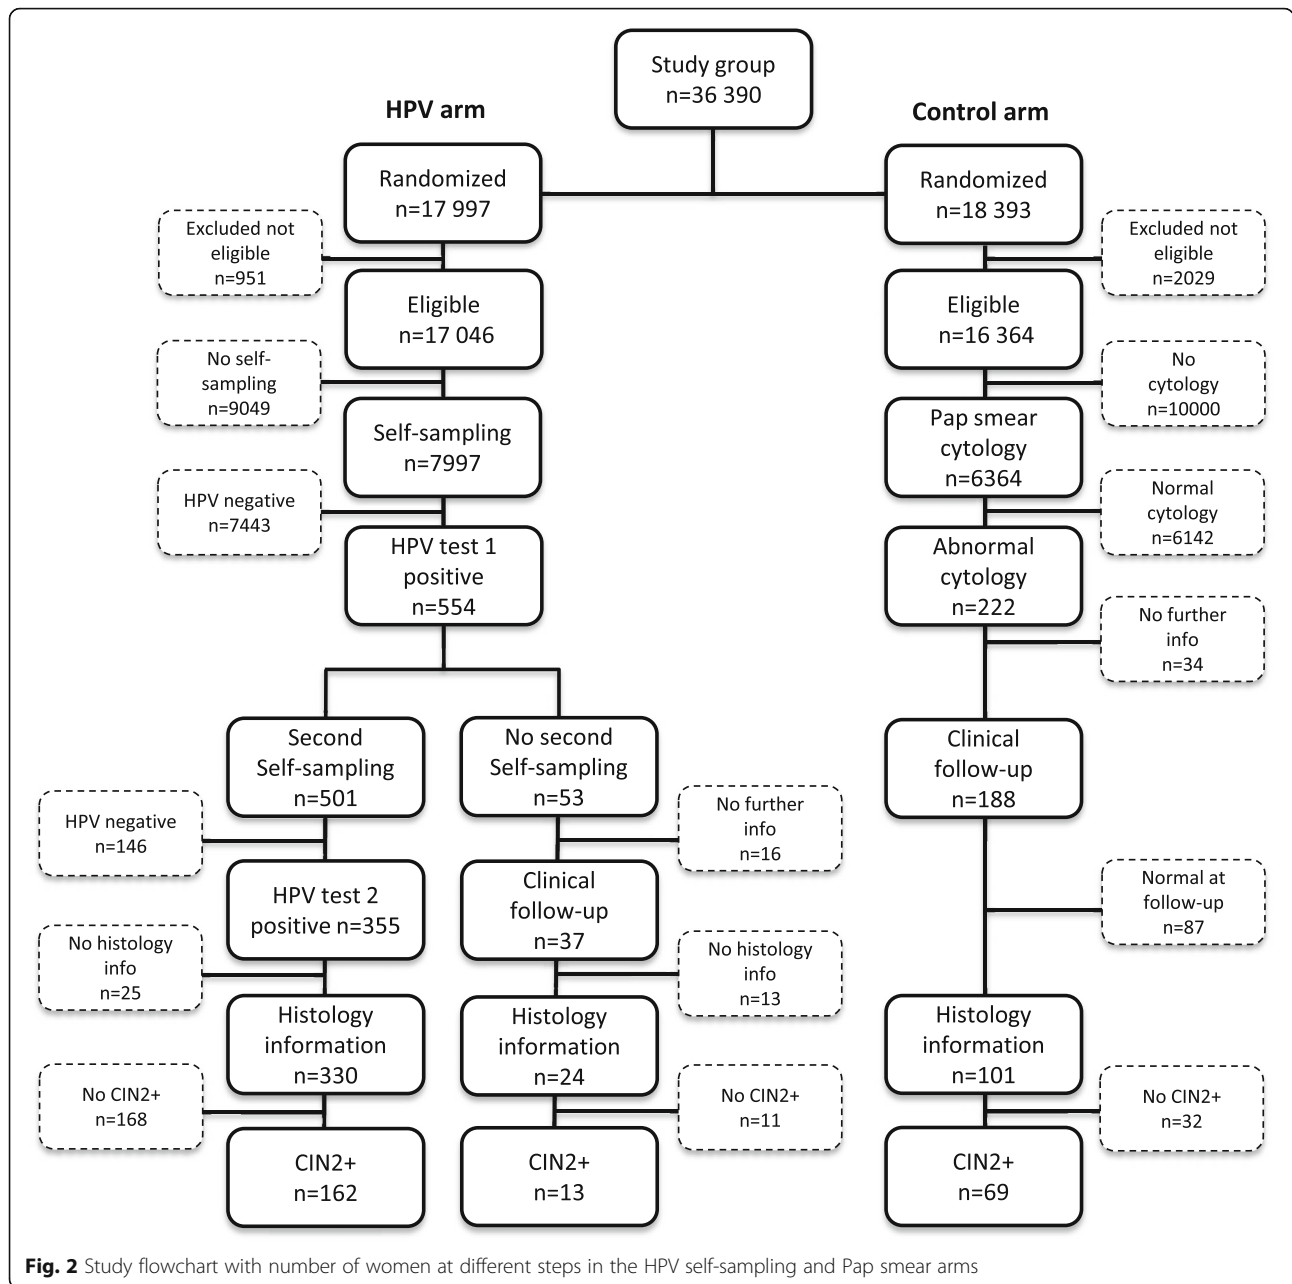 Study group
n=36 390
HPV arm
Control arm
Randomized
n=17 997
Randomized
n=18 393
Excluded not
eligible
n=951
Excluded not
eligible
n=2029
Eligible
n=17 046
Eligible
n=16 364
No self-
sampling
n=9049
No
cytology
n=10000
Self-sampling
n=7997
Pap smear
cytology
n=6364
HPV negative
n=7443
Normal
cytology
n=6142
HPV test 1
positive
n=554
Abnormal
cytology
n=222
No further
info
n=34
Second
Self-sampling
n=501
No second
Self-sampling
n=53
Clinical
follow-up
n=188
HPV negative
n=146
No further
info
n=16
HPV test 2
positive n=355
Clinical
follow-up
n=37
Normal at
follow-up
n=87
No histology
info
n=25
No histology
info
n=13
Histology
information
n=330
Histology
information
n=24
Histology
information
n=101
No CIN2+
n=168
No CIN2+
n=11
No CIN2+
n=32
CIN2+
n=162
CIN2+
n=13
CIN2+
n=69
Fig. 2 Study flowchart with number of women at different steps in the HPV self-sampling and Pap smear arms